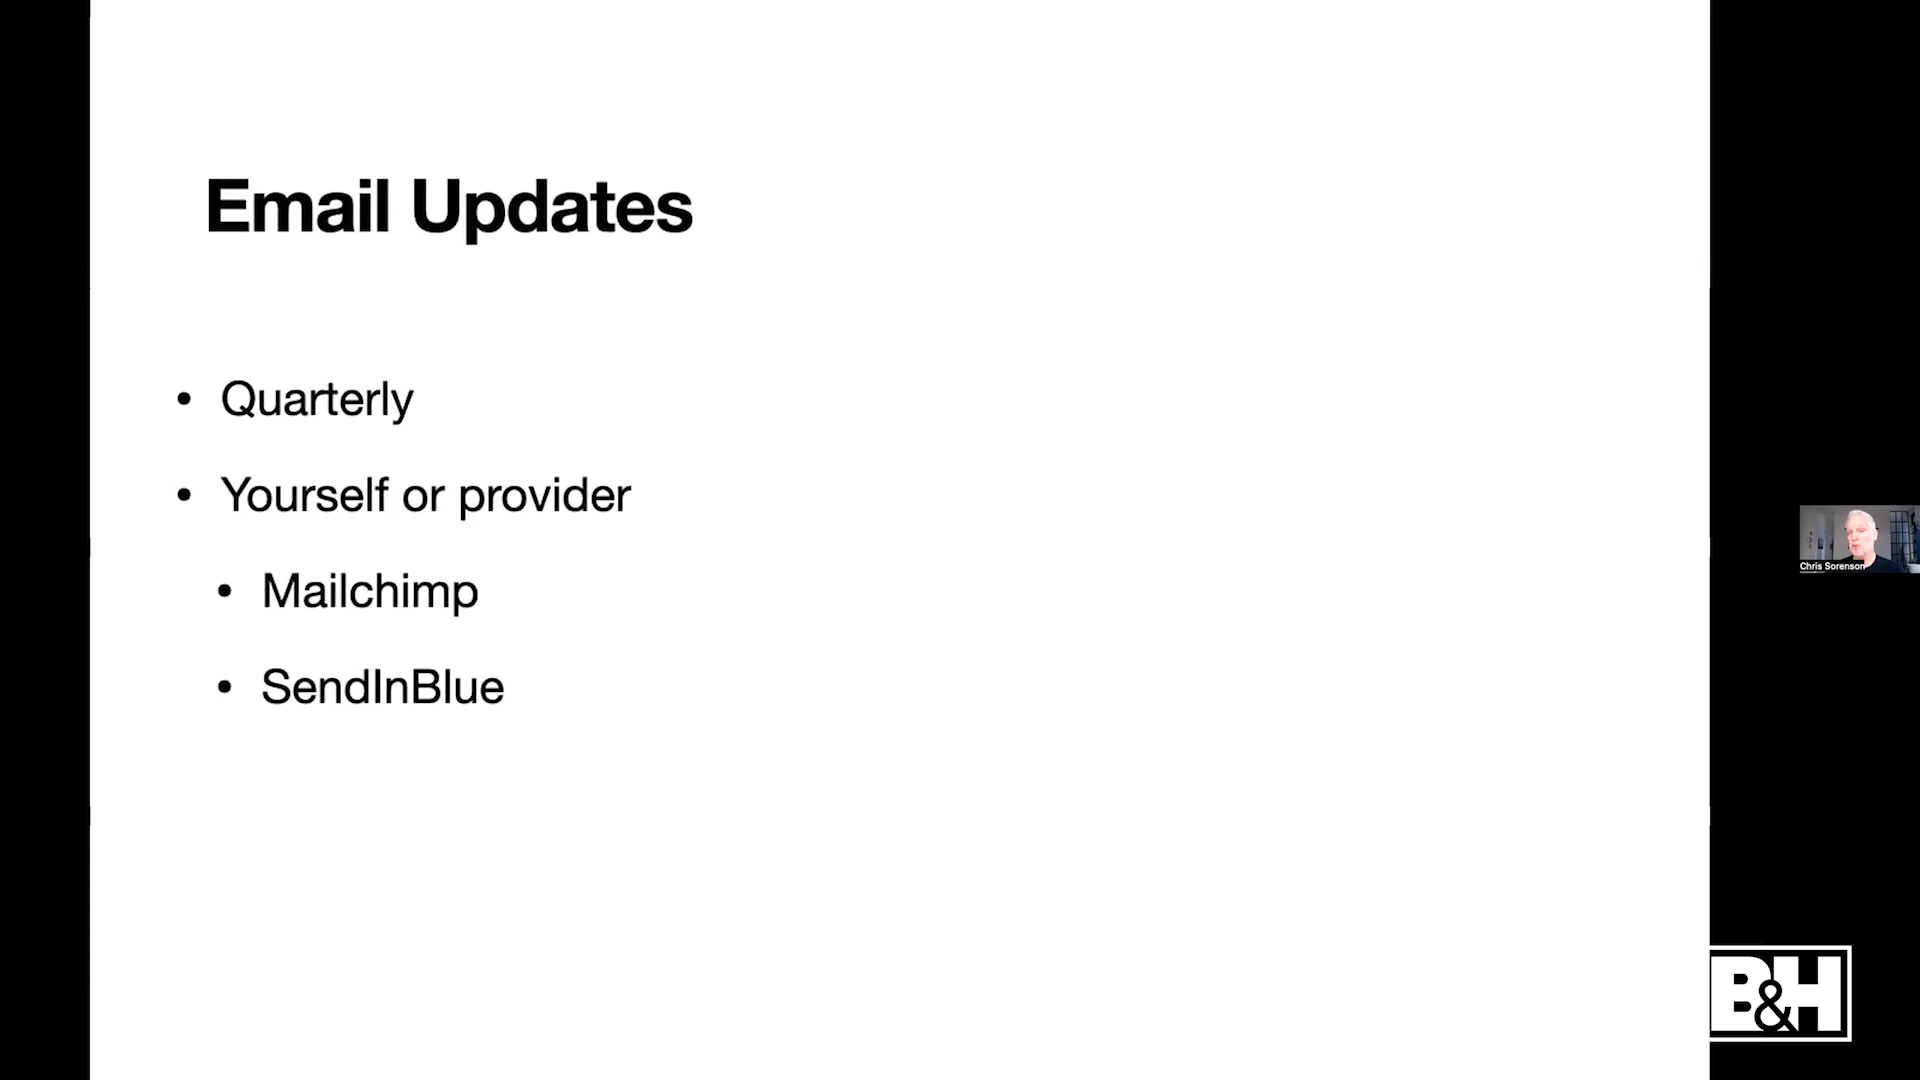 Email Updates
• Quarterly
• Yourself or provider
• Mailchimp
• SendInBlue
Chris Sorenson
B&H